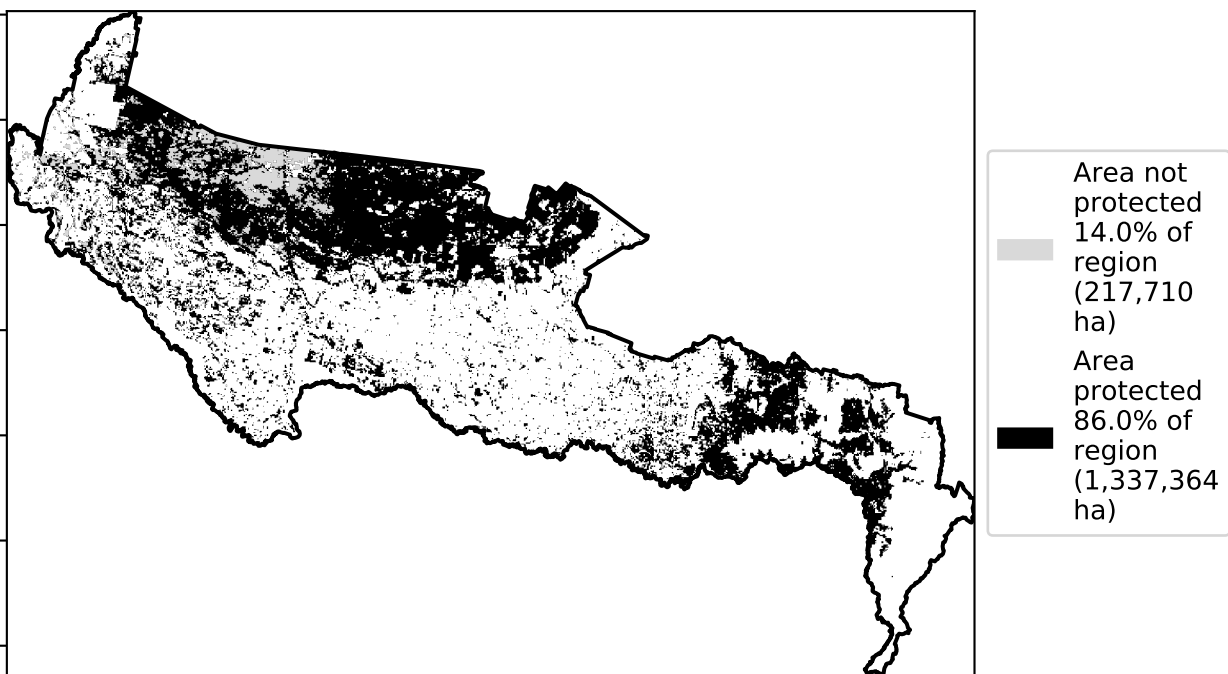 Area not
protected
14.0% of
region
(217,710
ha)
Area
protected
86.0% of
region
(1,337,364
ha)